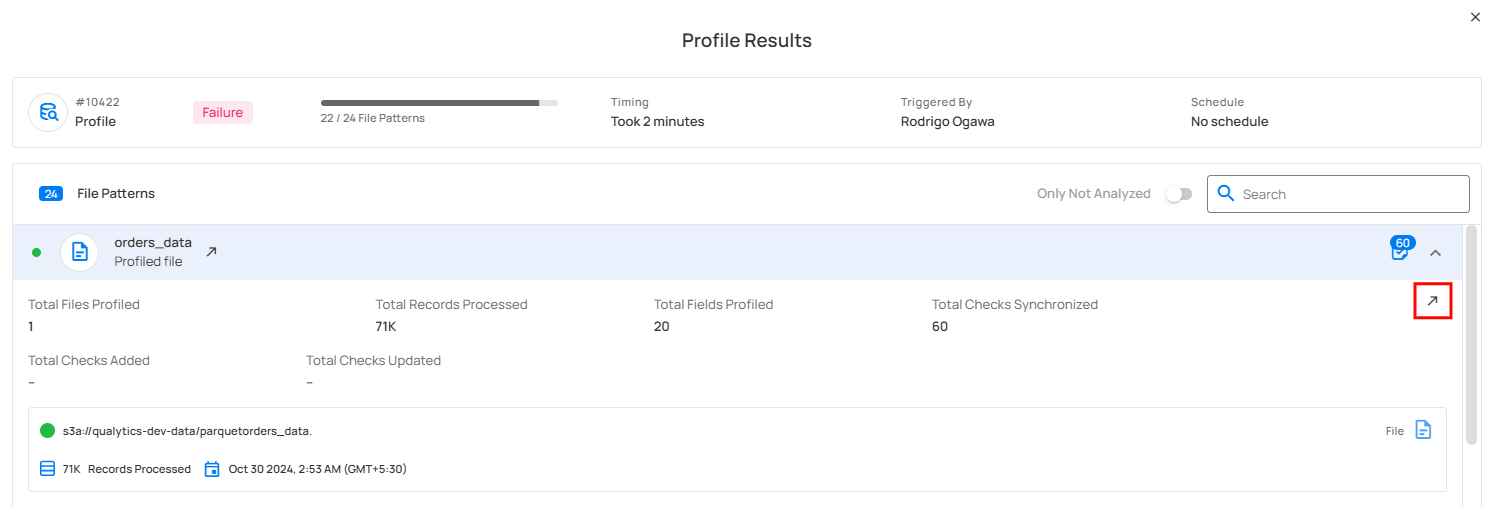 Profile Results
#10422
Profile
Failure
22 / 24 File Patterns
Timing
Took 2 minutes
Triggered By
Rodrigo Ogawa
Schedule
No schedule
24 File Patterns
Only Not Analyzed
Search
orders_data
Profiled file
60
Total Files Profiled
1
Total Records Processed
71K
Total Fields Profiled
20
Total Checks Synchronized
60
Total Checks Added
–
Total Checks Updated
–
s3a://qualytics-dev-data/parquetorders_data.
File
71K Records Processed
Oct 30 2024, 2:53 AM (GMT+5:30)